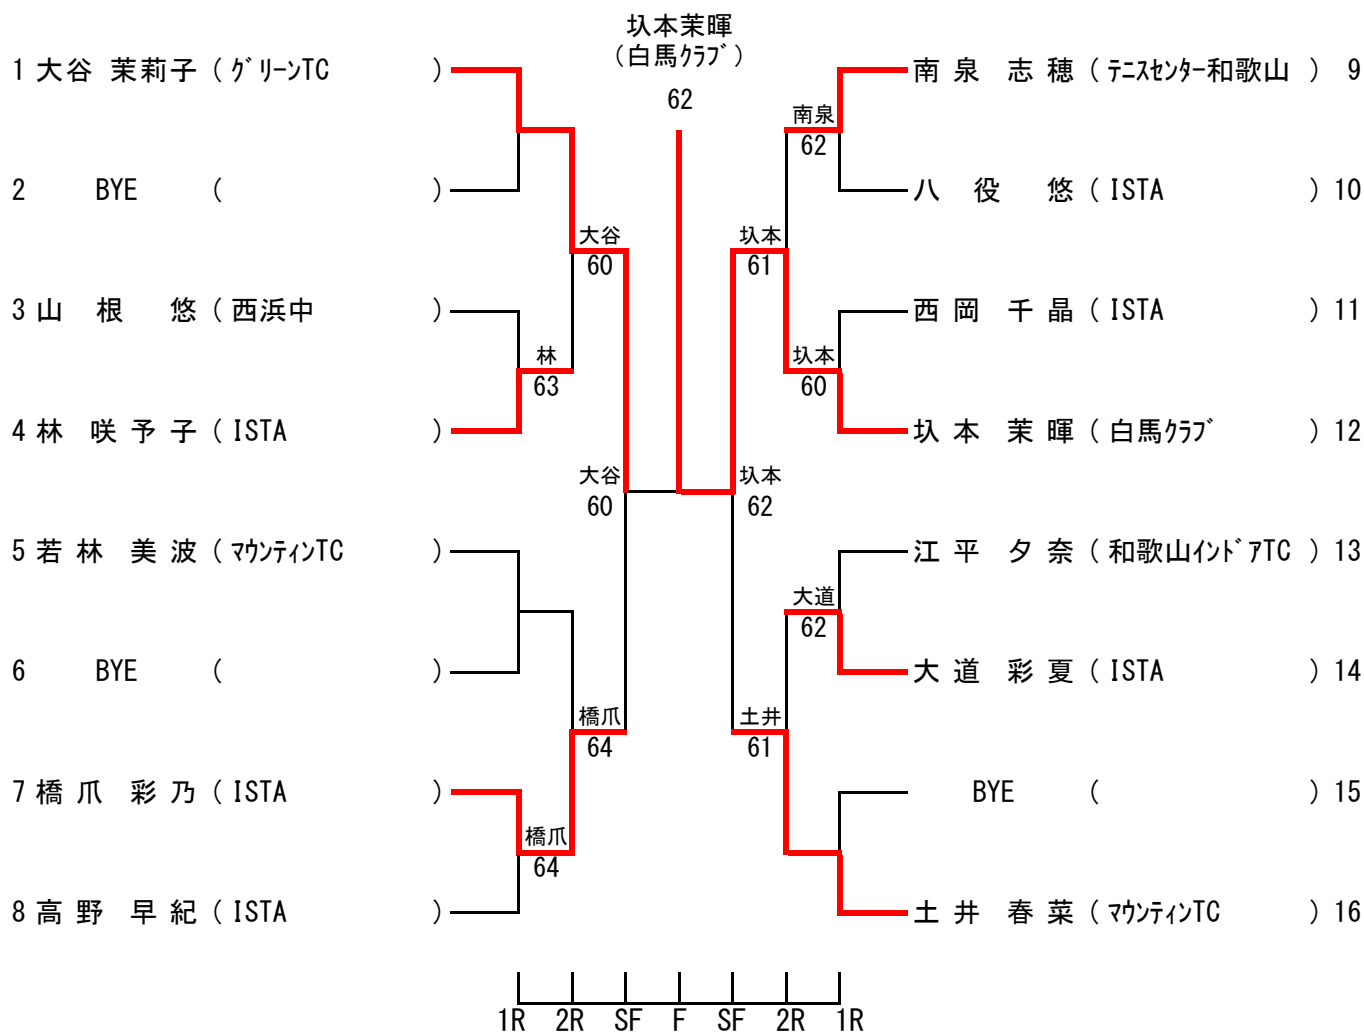 圦本茉暉
(白馬ｸﾗﾌﾞ)
62
1 大谷 茉莉子 ( ｸﾞﾘｰﾝTC )
2 BYE ( )
大谷
60
3 山 根 悠 ( 西浜中 )
林
63
4 林 咲 予 子 ( ISTA )
大谷
60
5 若 林 美 波 ( ﾏｳﾝﾃｨﾝTC )
6 BYE ( )
橋爪
64
7 橋 爪 彩 乃 ( ISTA )
橋爪
64
8 高 野 早 紀 ( ISTA )
南 泉 志 穂 ( ﾃﾆｽｾﾝﾀｰ和歌山 ) 9
南泉
62
八 役 悠 ( ISTA ) 10
圦本
61
西 岡 千 晶 ( ISTA ) 11
圦本
60
圦 本 茉 暉 ( 白馬ｸﾗﾌﾞ ) 12
圦本
62
江 平 夕 奈 ( 和歌山ｲﾝﾄﾞｱTC ) 13
大道
62
大 道 彩 夏 ( ISTA ) 14
土井
61
BYE ( ) 15
土 井 春 菜 ( ﾏｳﾝﾃｨﾝTC ) 16
1R 2R SF F SF 2R 1R